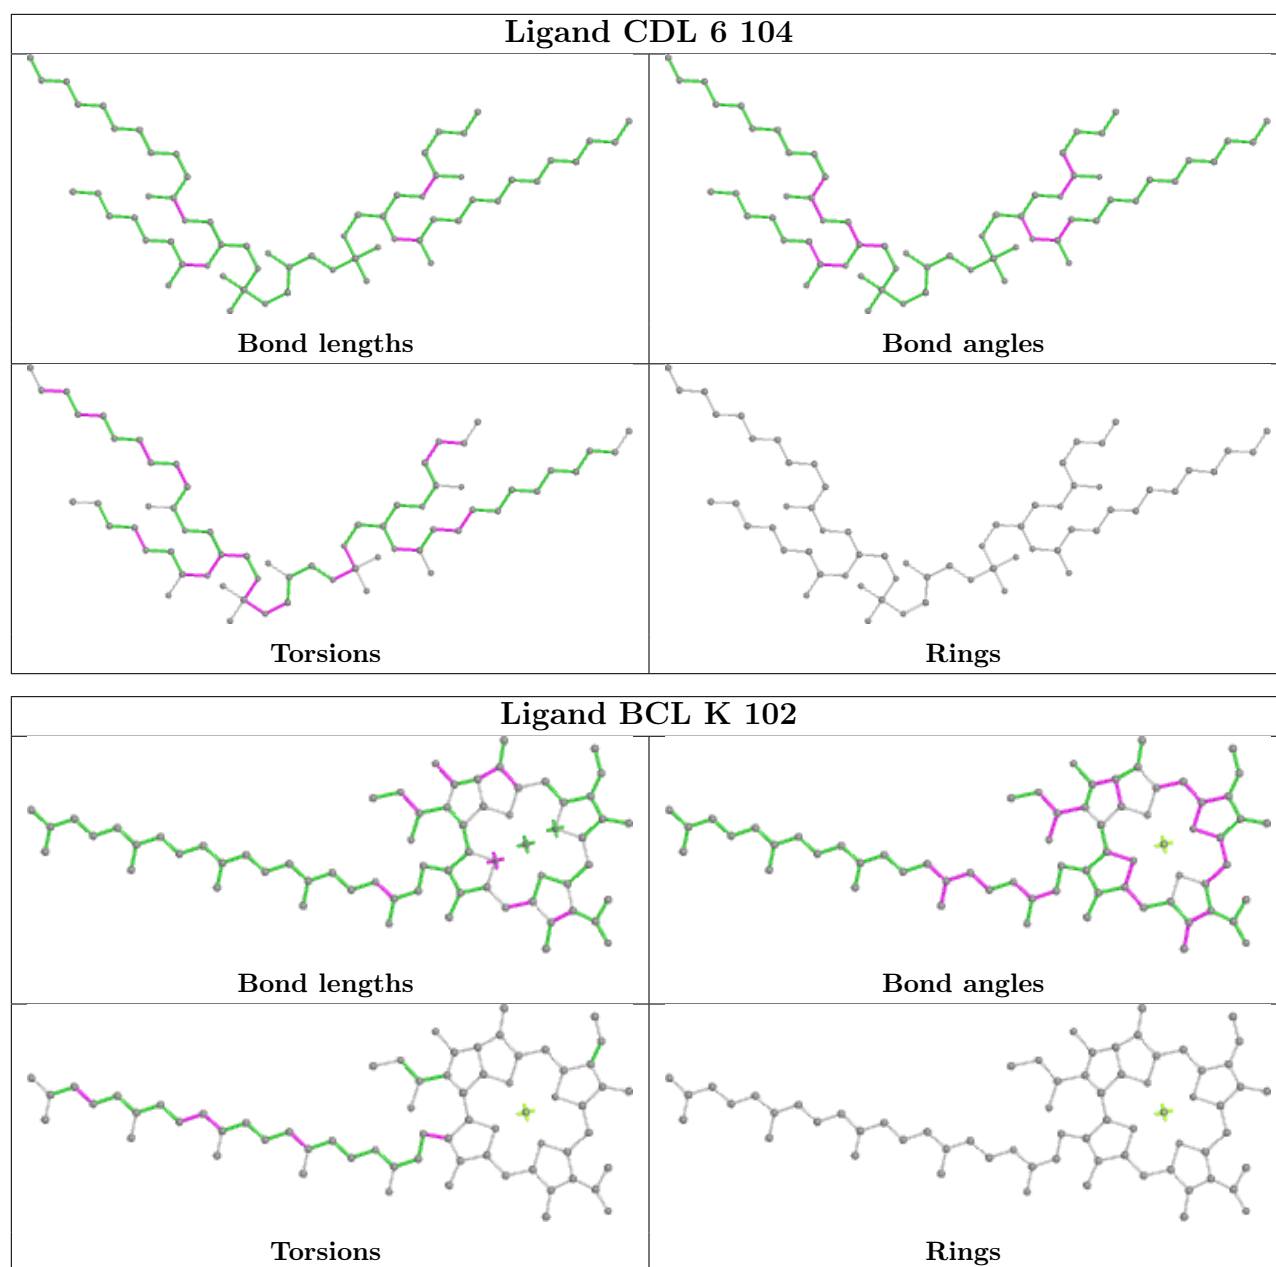 Ligand CDL 6 104
Bond lengths
Bond angles
Torsions
Rings
Ligand BCL K 102
Bond lengths
Bond angles
Torsions
Rings